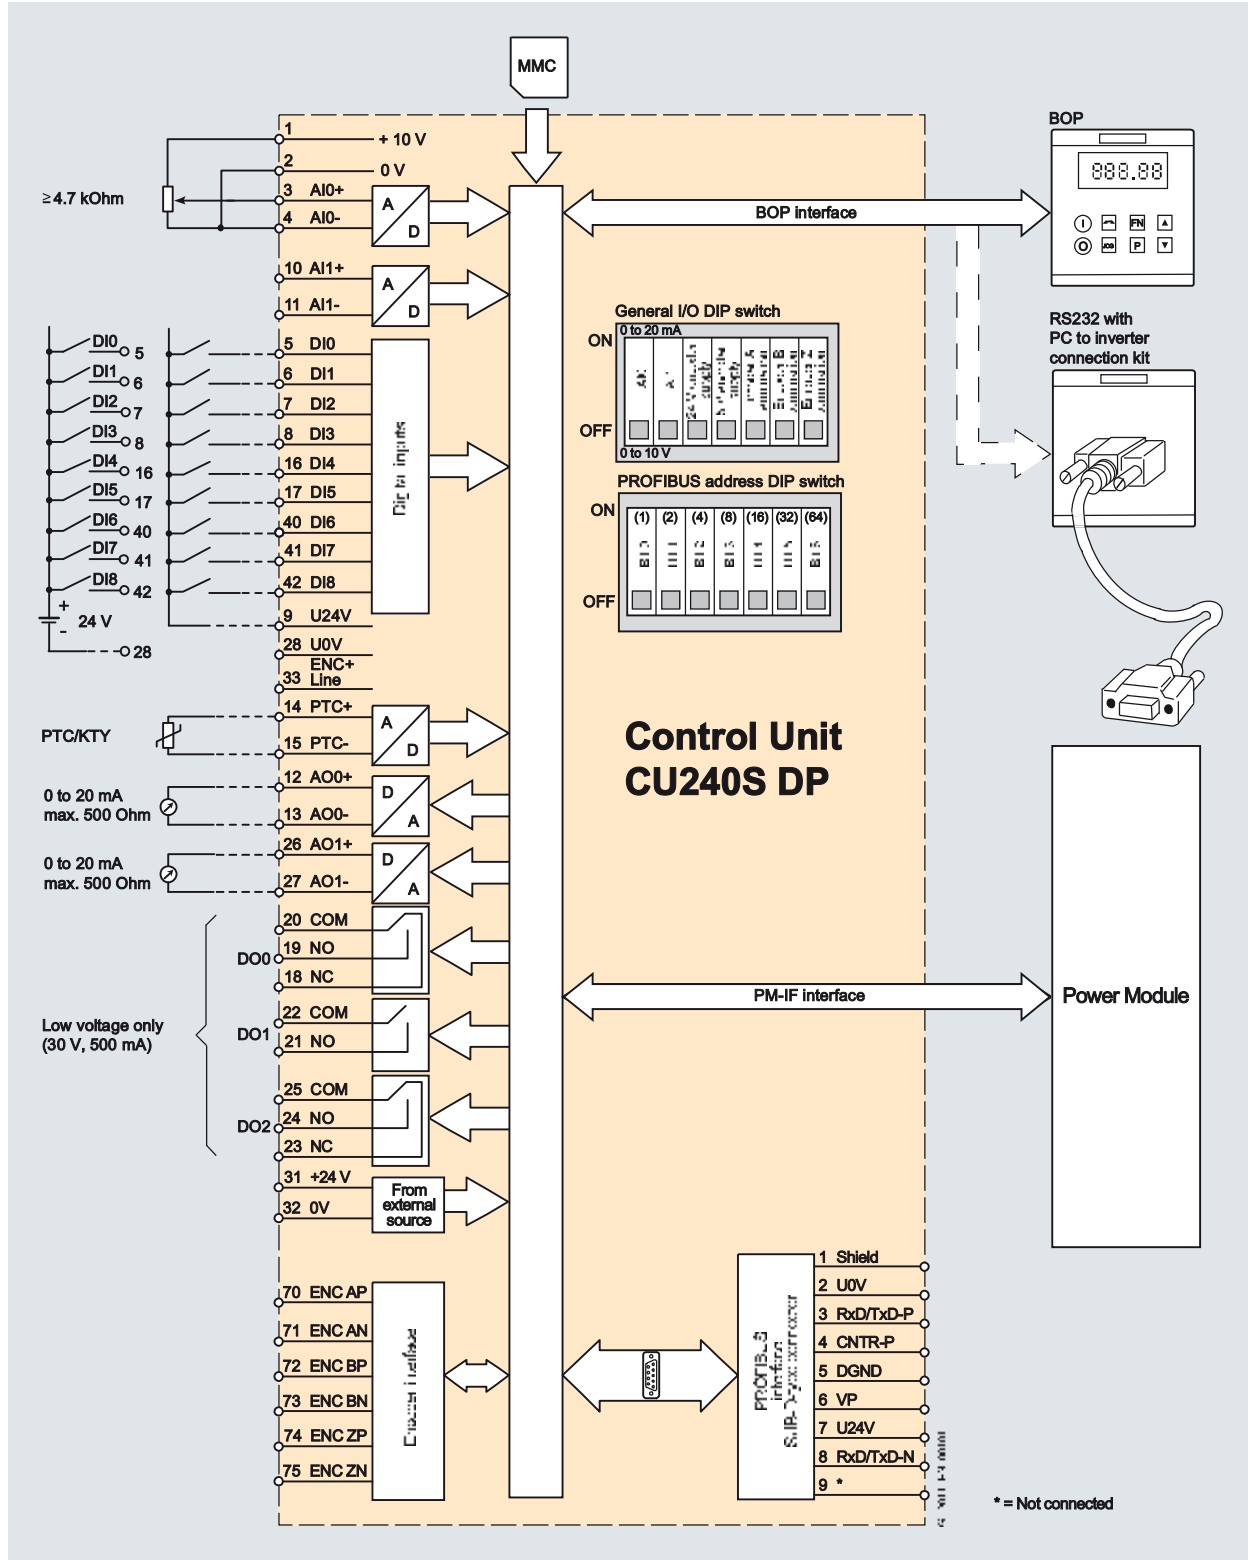 MMC
1
+ 10 V
2
0 V
3 AI0+
4 AI0-
A
D
≥ 4.7 kOhm
10 AI1+
11 AI1-
A
D
BOP interface
BOP
888.88
I
FN
O
JOG
P
RS232 with
PC to inverter
connection kit
General I/O DIP switch
ON
0 to 20 mA
OFF
0 to 10 V
PROFIBUS address DIP switch
ON
(1) (2) (4) (8) (16) (32) (64)
OFF
DI0 5
DI1 6
DI2 7
DI3 8
DI4 16
DI5 17
DI6 40
DI7 41
DI8 42
+
24 V
-
28
5 DI0
6 DI1
7 DI2
8 DI3
16 DI4
17 DI5
40 DI6
41 DI7
42 DI8
9 U24V
28 U0V
ENC+
33 Line
14 PTC+
15 PTC-
A
D
PTC/KTY
12 AO0+
13 AO0-
D
A
0 to 20 mA
max. 500 Ohm
26 AO1+
27 AO1-
D
A
0 to 20 mA
max. 500 Ohm
Control Unit
CU240S DP
20 COM
DO0
19 NO
18 NC
22 COM
DO1
21 NO
Low voltage only
(30 V, 500 mA)
25 COM
DO2
24 NO
23 NC
31 +24 V
32 0V
From
external
source
PM-IF interface
Power Module
70 ENC AP
71 ENC AN
72 ENC BP
73 ENC BN
74 ENC ZP
75 ENC ZN
1 Shield
2 U0V
3 RxD/TxD-P
4 CNTR-P
5 DGND
6 VP
7 U24V
8 RxD/TxD-N
9 *
* = Not connected